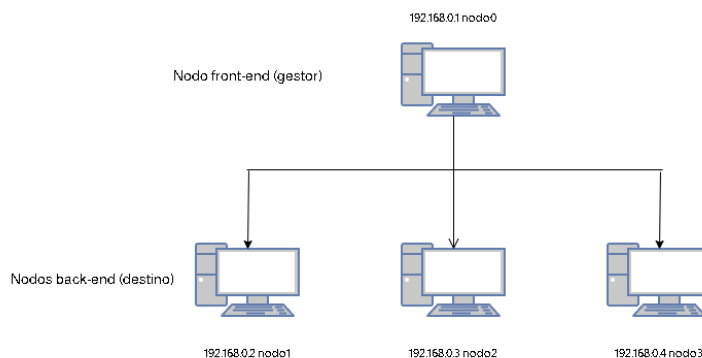 192.168.0.1 nodo0
Nodo front-end (gestor)
Nodos back-end (destino)
192.168.0.2 nodo1
192.168.0.3 nodo2
192.168.0.4 nodo3